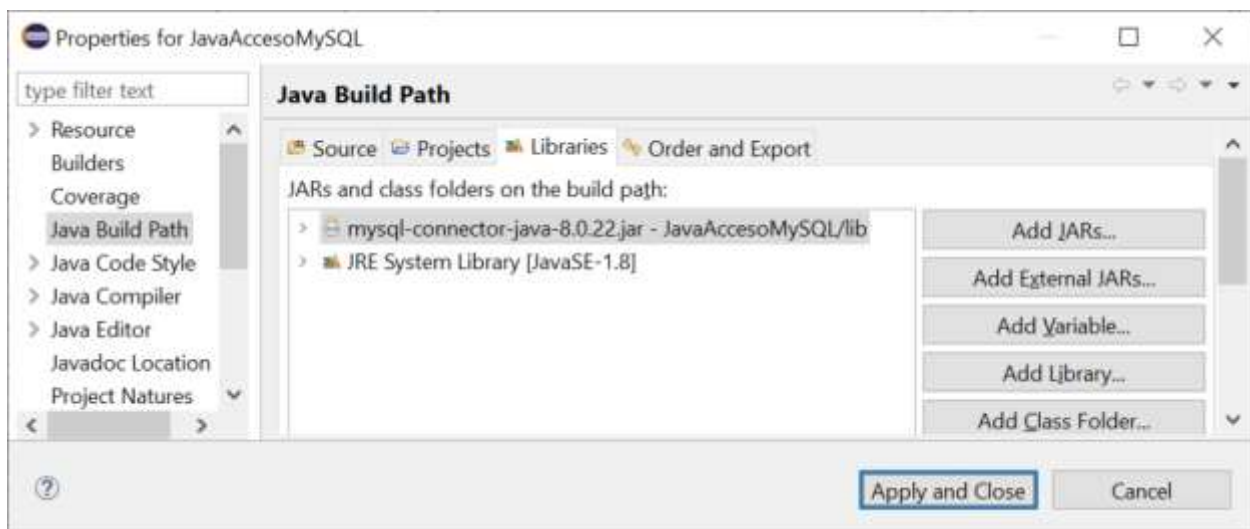 Properties for JavaAccesoMySQL
type filter text
Resource
Builders
Coverage
Java Build Path
Java Code Style
Java Compiler
Java Editor
Javadoc Location
Project Natures
Java Build Path
Source Projects Libraries Order and Export
JARs and class folders on the build path:
mysql-connector-java-8.0.22.jar - JavaAccesoMySQL/lib
JRE System Library [JavaSE-1.8]
Add JARs...
Add External JARs...
Add Variable...
Add Library...
Add Class Folder...
Apply and Close
Cancel